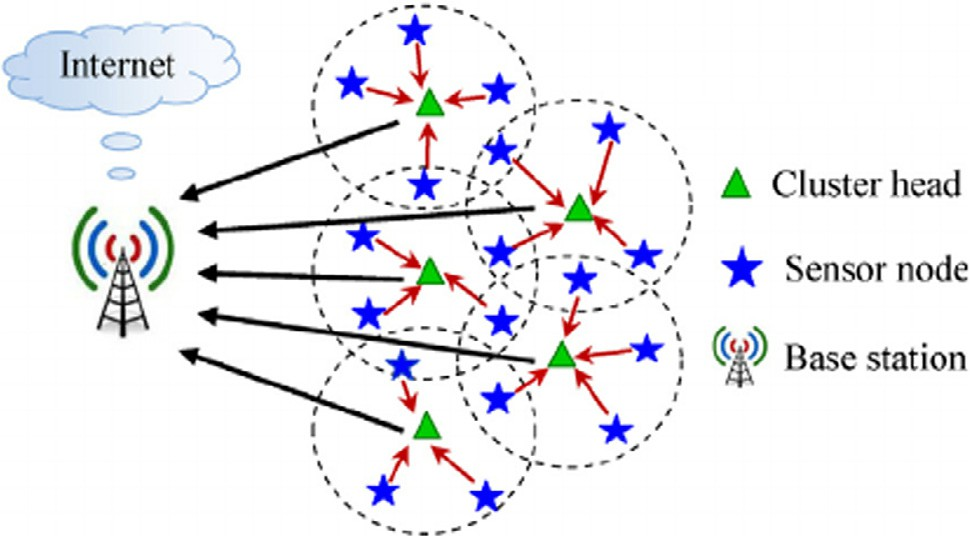 Internet
Cluster head
Sensor node
Base station